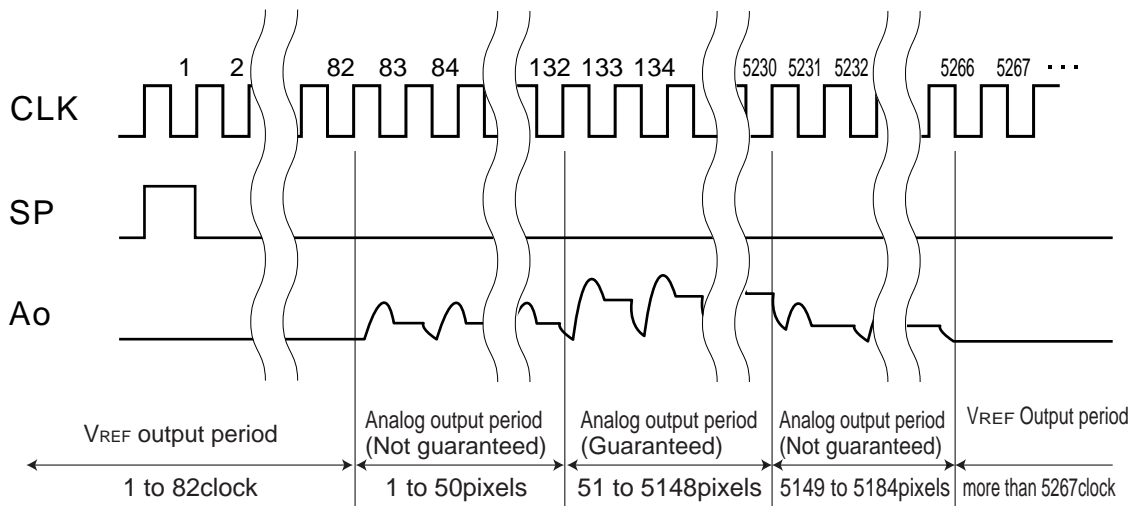 1 2 82 83 84 132 133 134 5230 5231 5232 5266 5267 ...
CLK
SP
Ao
VREF output period
Analog output period
(Not guaranteed)
Analog output period
(Guaranteed)
Analog output period
(Not guaranteed)
VREF Output period
1 to 82clock
1 to 50pixels
51 to 5148pixels
5149 to 5184pixels
more than 5267clock